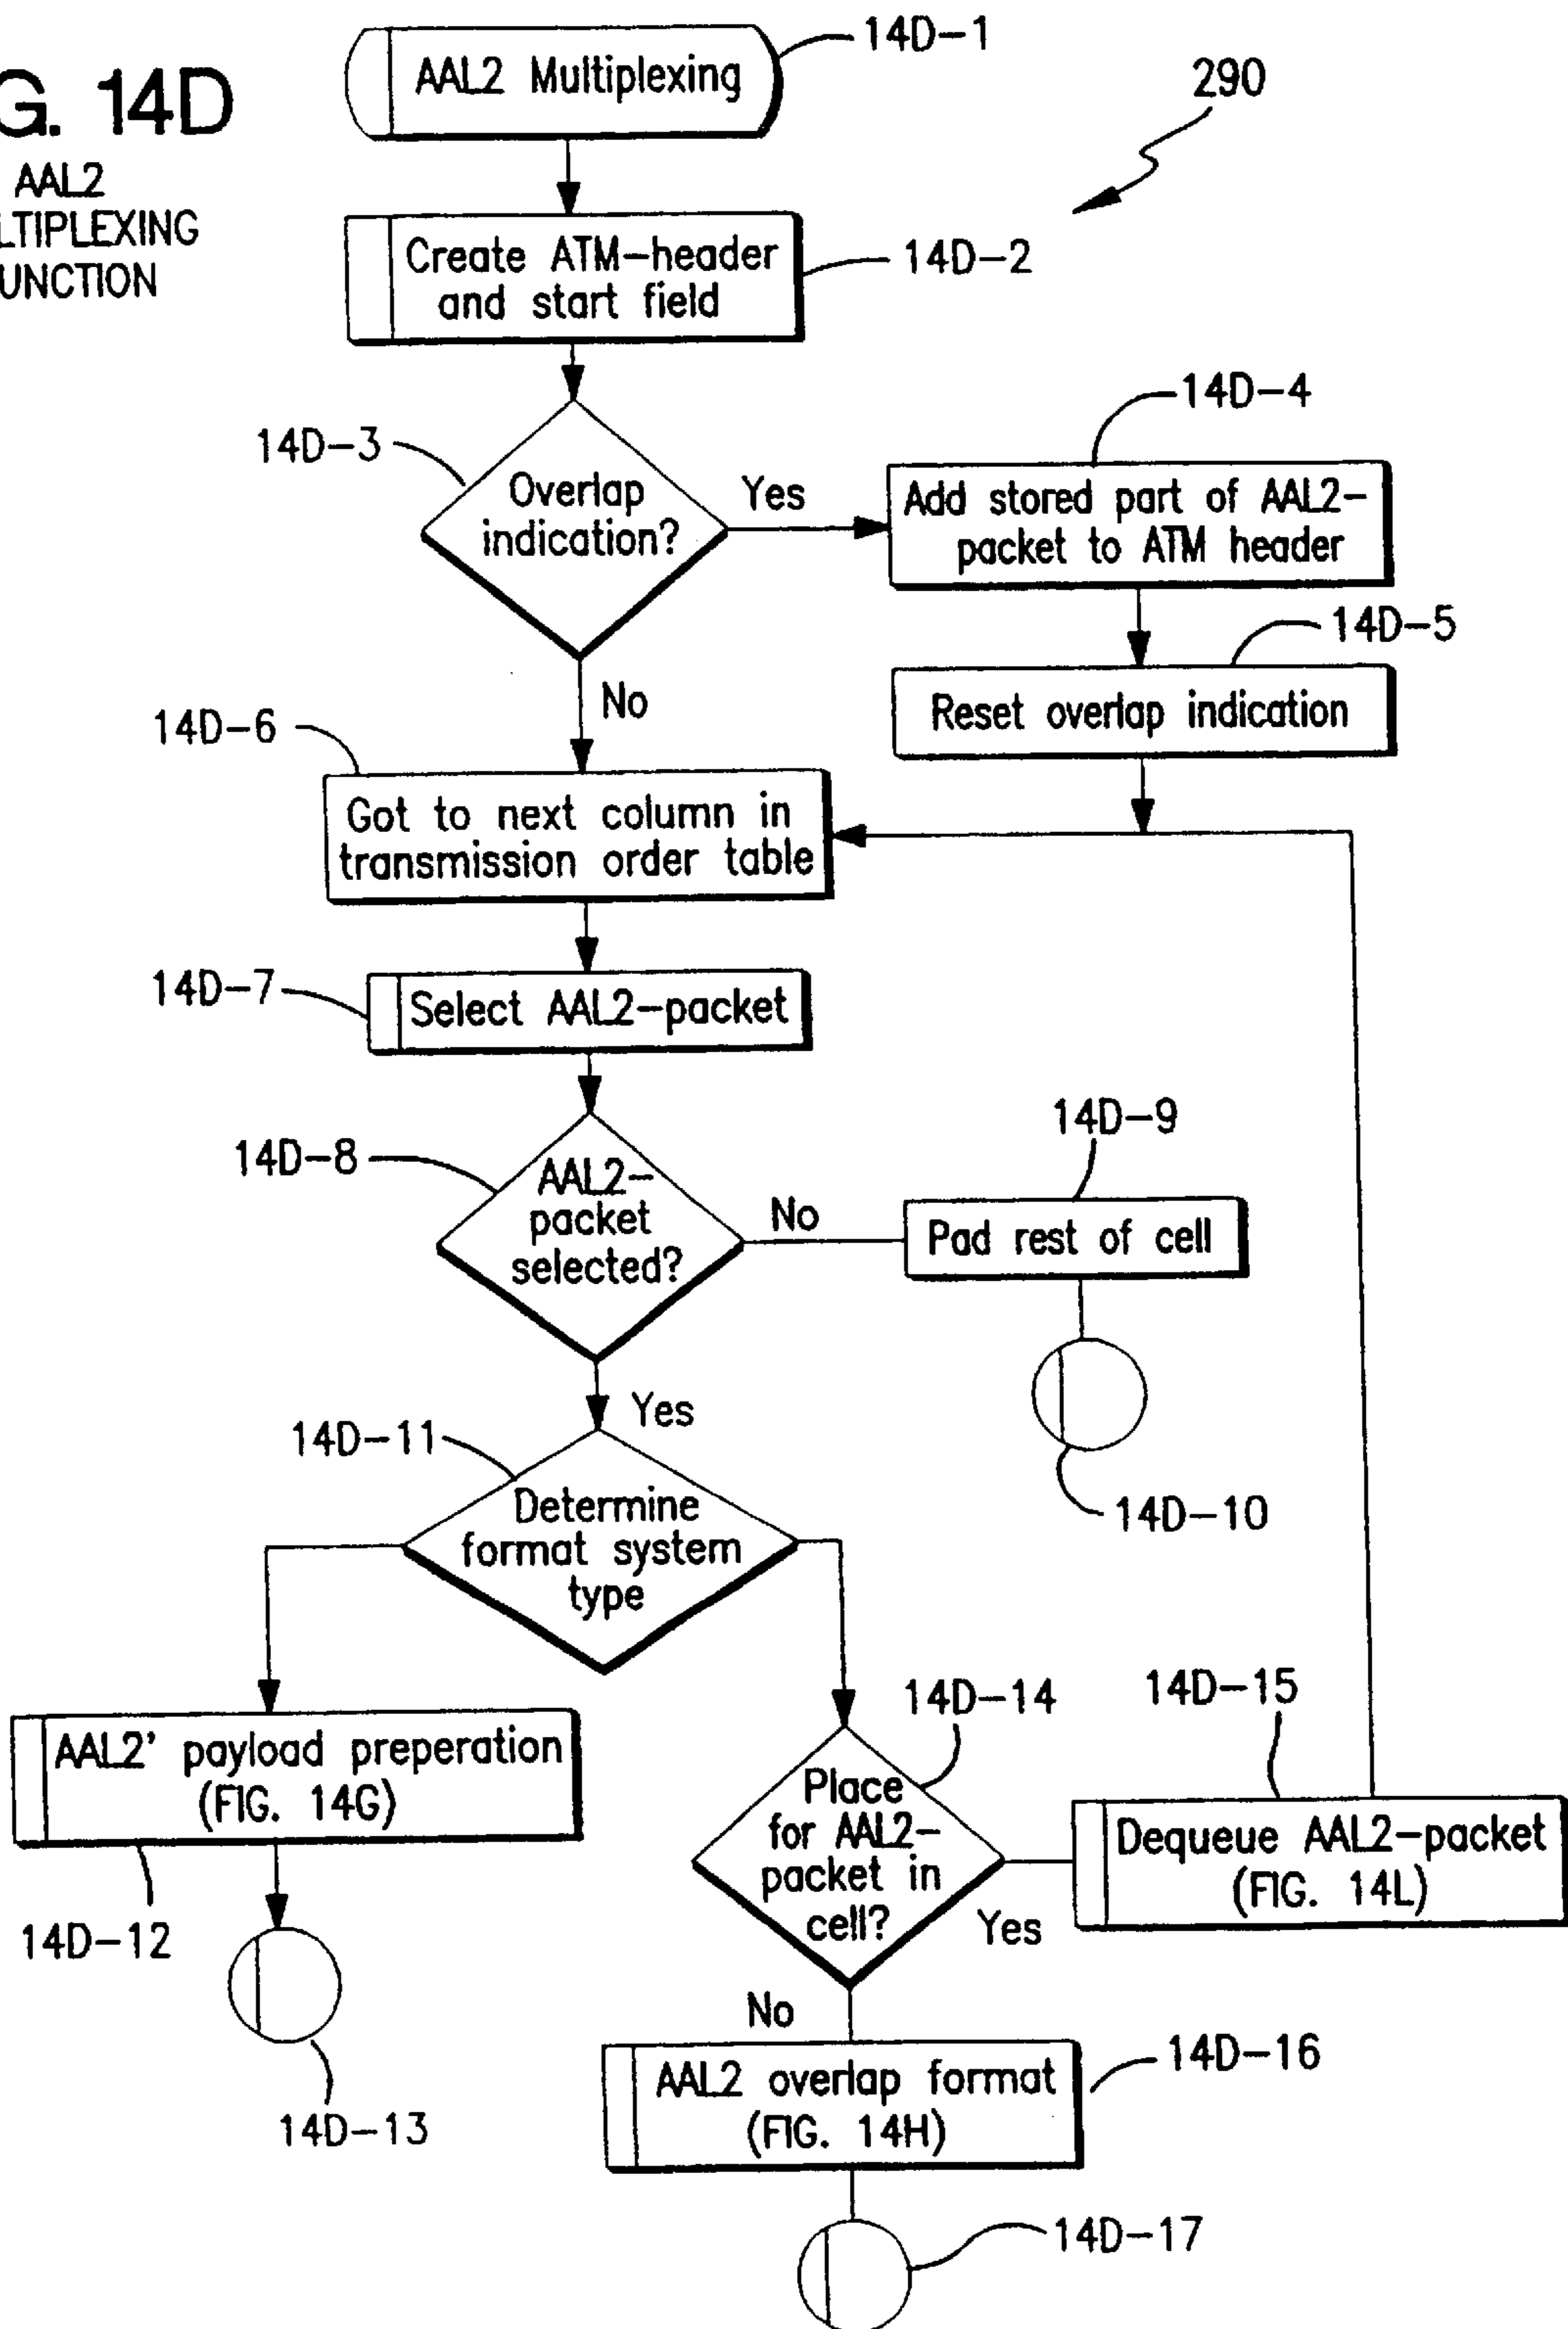 G. 14D
AAL2
LTIPLEXING
UNCTION
AAL2 Multiplexing
14D-1
290
Create ATM-header
and start field
14D-2
14D-3
Overlap
indication?
Yes
No
14D-4
Add stored part of AAL2-
packet to ATM header
14D-5
Reset overlap indication
14D-6
Got to next column in
transmission order table
14D-7
Select AAL2-packet
14D-8
AAL2-
packet
selected?
No
Yes
14D-9
Pad rest of cell
14D-10
14D-11
Determine
format system
type
AAL2' payload preperation
(FIG. 14G)
14D-12
14D-13
14D-14
Place
for AAL2-
packet in
cell?
Yes
No
14D-15
Dequeue AAL2-packet
(FIG. 14L)
AAL2 overlap format
(FIG. 14H)
14D-16
14D-17